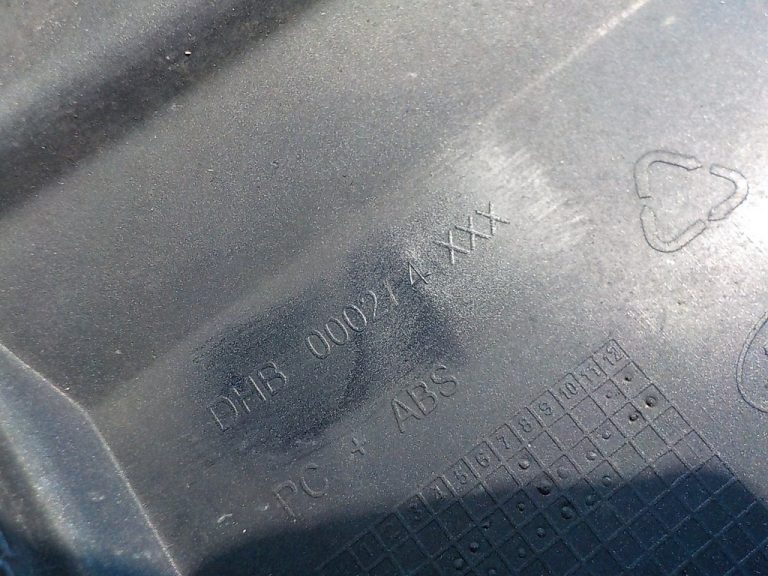 DHB 000214 XXX
PC + ABS
1 2 3 4 5 6 7 8 9 10 11 12